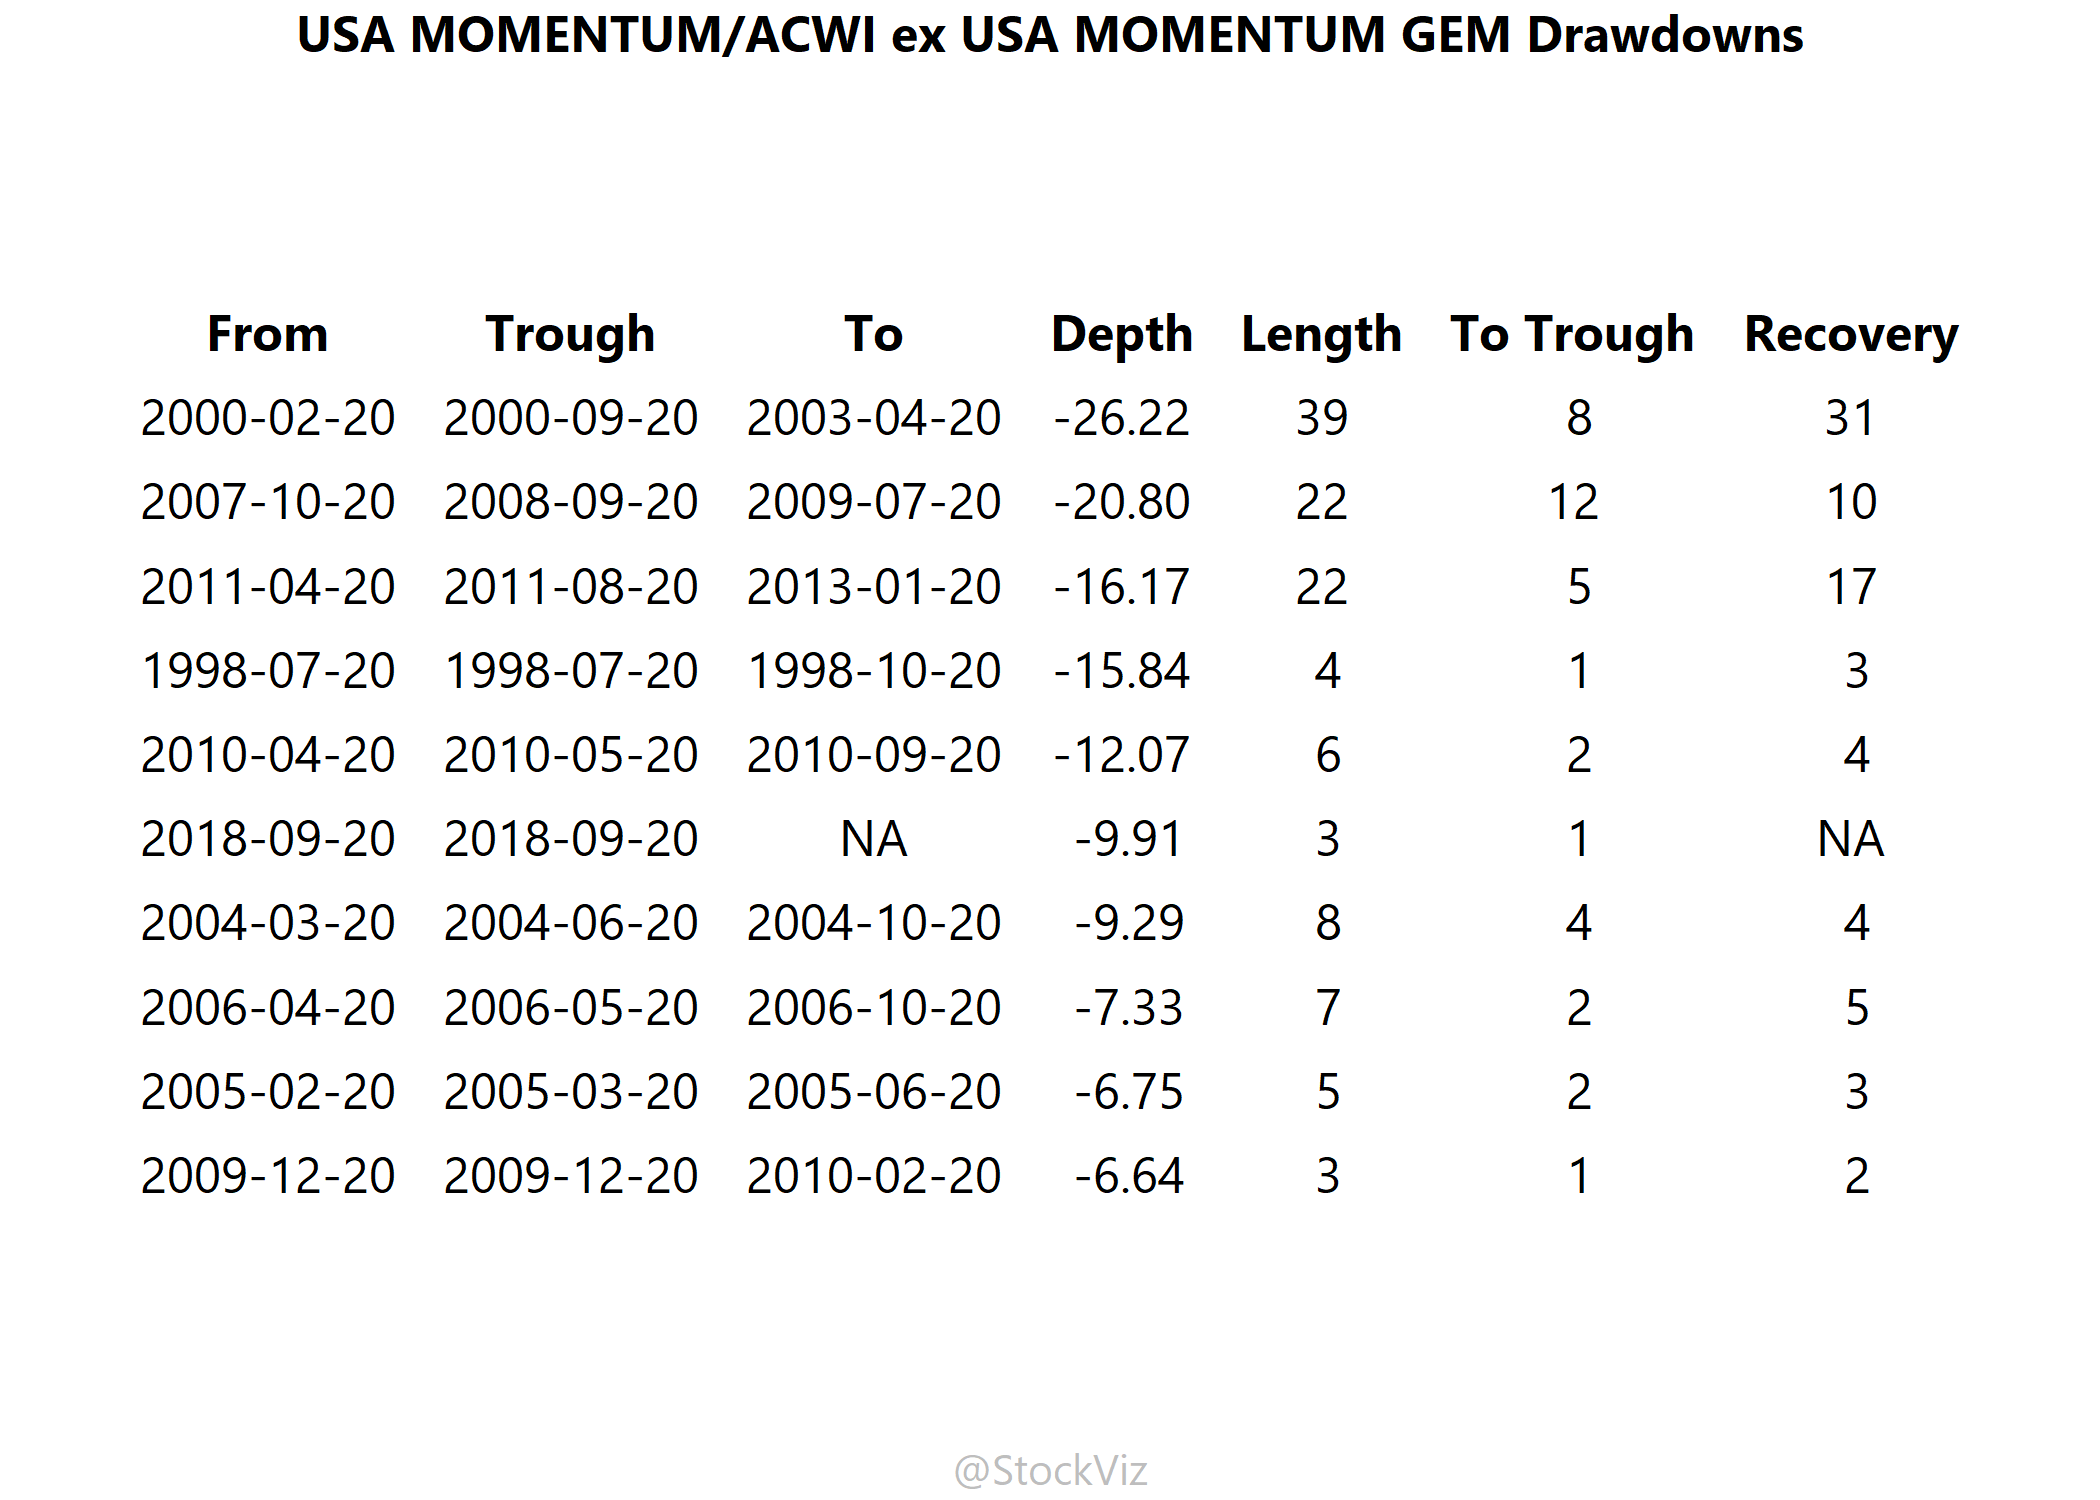 USA MOMENTUM/ACWI ex USA MOMENTUM GEM Drawdowns
From Trough To Depth Length To Trough Recovery
2000-02-20 2000-09-20 2003-04-20 -26.22 39 8 31
2007-10-20 2008-09-20 2009-07-20 -20.80 22 12 10
2011-04-20 2011-08-20 2013-01-20 -16.17 22 5 17
1998-07-20 1998-07-20 1998-10-20 -15.84 4 1 3
2010-04-20 2010-05-20 2010-09-20 -12.07 6 2 4
2018-09-20 2018-09-20 NA -9.91 3 1 NA
2004-03-20 2004-06-20 2004-10-20 -9.29 8 4 4
2006-04-20 2006-05-20 2006-10-20 -7.33 7 2 5
2005-02-20 2005-03-20 2005-06-20 -6.75 5 2 3
2009-12-20 2009-12-20 2010-02-20 -6.64 3 1 2
@StockViz